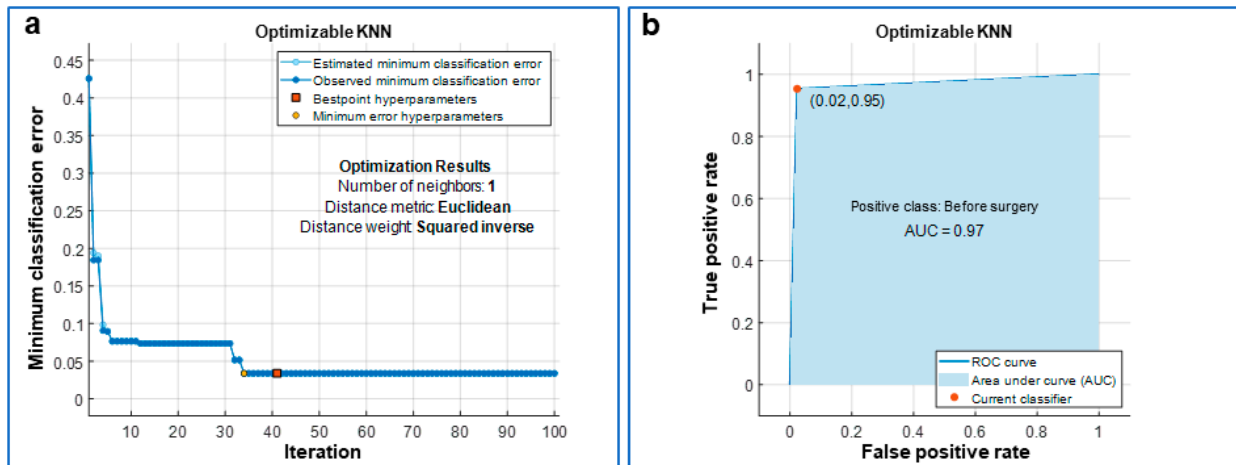 a
Optimizable KNN
Minimum classification error
0.45
0.4
0.35
0.3
0.25
0.2
0.15
0.1
0.05
0
Estimated minimum classification error
Observed minimum classification error
Bestpoint hyperparameters
Minimum error hyperparameters
Optimization Results
Number of neighbors: 1
Distance metric: Euclidean
Distance weight: Squared inverse
10 20 30 40 50 60 70 80 90 100
Iteration
b
Optimizable KNN
True positive rate
1
0.8
0.6
0.4
0.2
0
(0.02,0.95)
Positive class: Before surgery
AUC = 0.97
ROC curve
Area under curve (AUC)
Current classifier
0 0.2 0.4 0.6 0.8 1
False positive rate